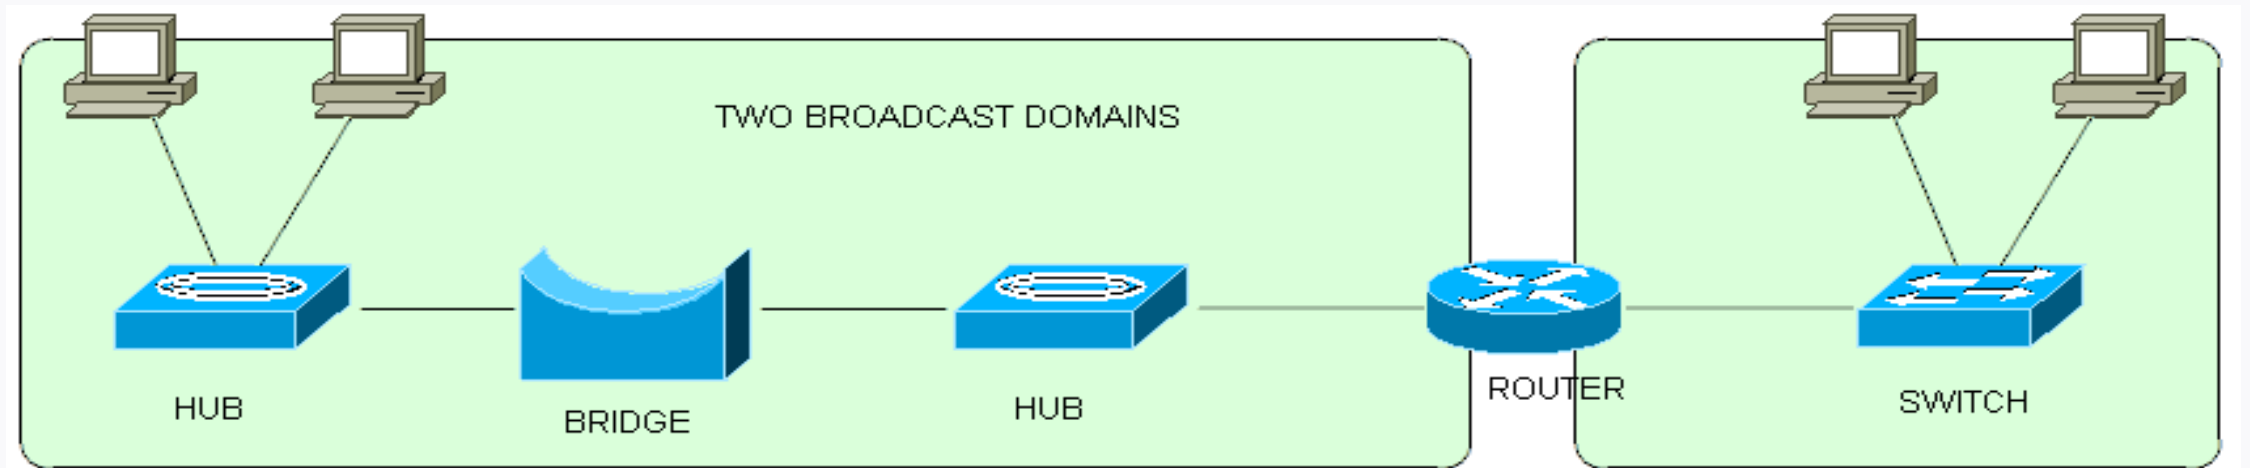 TWO BROADCAST DOMAINS
HUB
BRIDGE
HUB
ROUTER
SWITCH